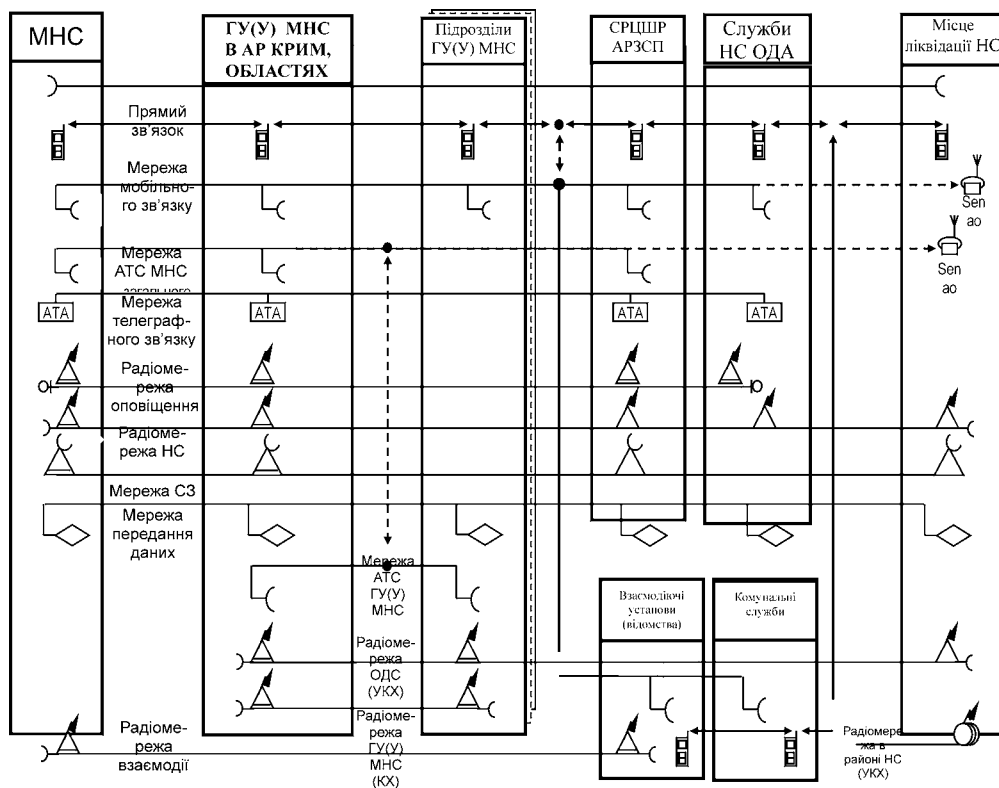 МНС
ГУ(У) МНС
В АР КРИМ,
ОБЛАСТЯХ
Підрозділи
ГУ(У) МНС
СРЦШР
АРЗСП
Служби
НС ОДА
Місце
ліквідації НС
Прямий
зв’язок
Мережа
мобільно-
го зв’язку
Sen
ao
Мережа
АТС МНС
загального
Sen
ao
АТА
АТА
АТА
АТА
Мережа
телеграф-
ного зв’язку
Радіоме-
режа
оповіщення
Радіоме-
режа НС
Мережа СЗ
Мережа
передання
даних
Мережа
АТС
ГУ(У)
МНС
Взаємодіючі
установи
(відомства)
Комунальні
служби
Радіоме-
режа
ОДС
(УКХ)
Радіоме-
режа
ГУ(У)
МНС
(КХ)
Радіоме-
режа
взаємодії
Радіомере-
жа в
районі НС
(УКХ)